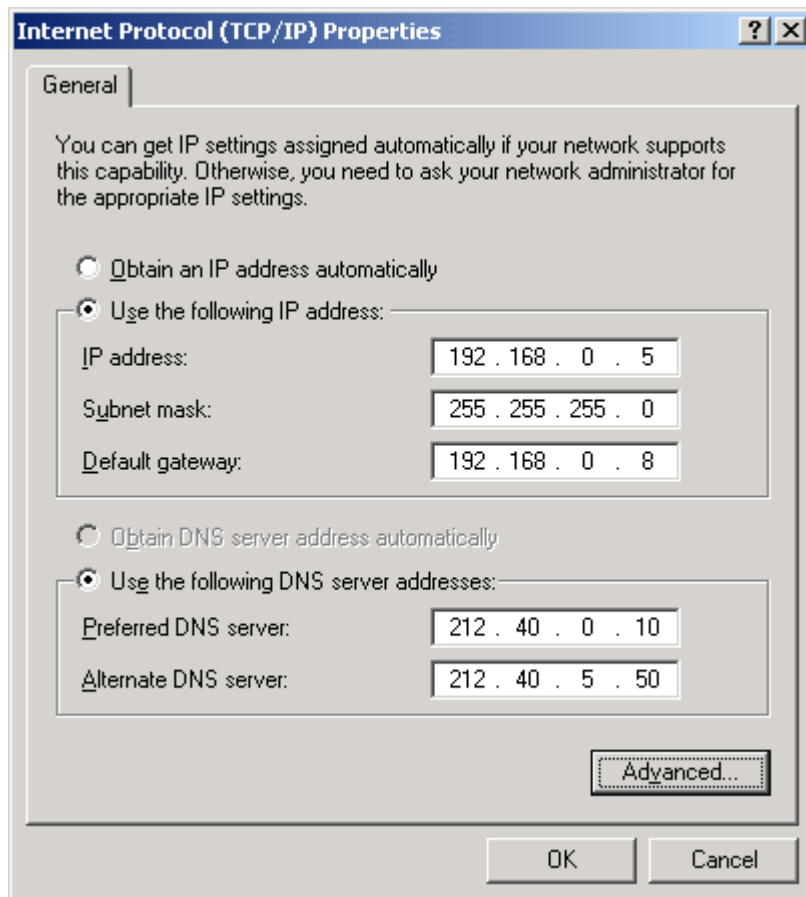 Internet Protocol (TCP/IP) Properties
General
You can get IP settings assigned automatically if your network supports
this capability. Otherwise, you need to ask your network administrator for
the appropriate IP settings.
Obtain an IP address automatically
Use the following IP address:
IP address: 192 . 168 . 0 . 5
Subnet mask: 255 . 255 . 255 . 0
Default gateway: 192 . 168 . 0 . 8
Obtain DNS server address automatically
Use the following DNS server addresses:
Preferred DNS server: 212 . 40 . 0 . 10
Alternate DNS server: 212 . 40 . 5 . 50
Advanced...
OK Cancel